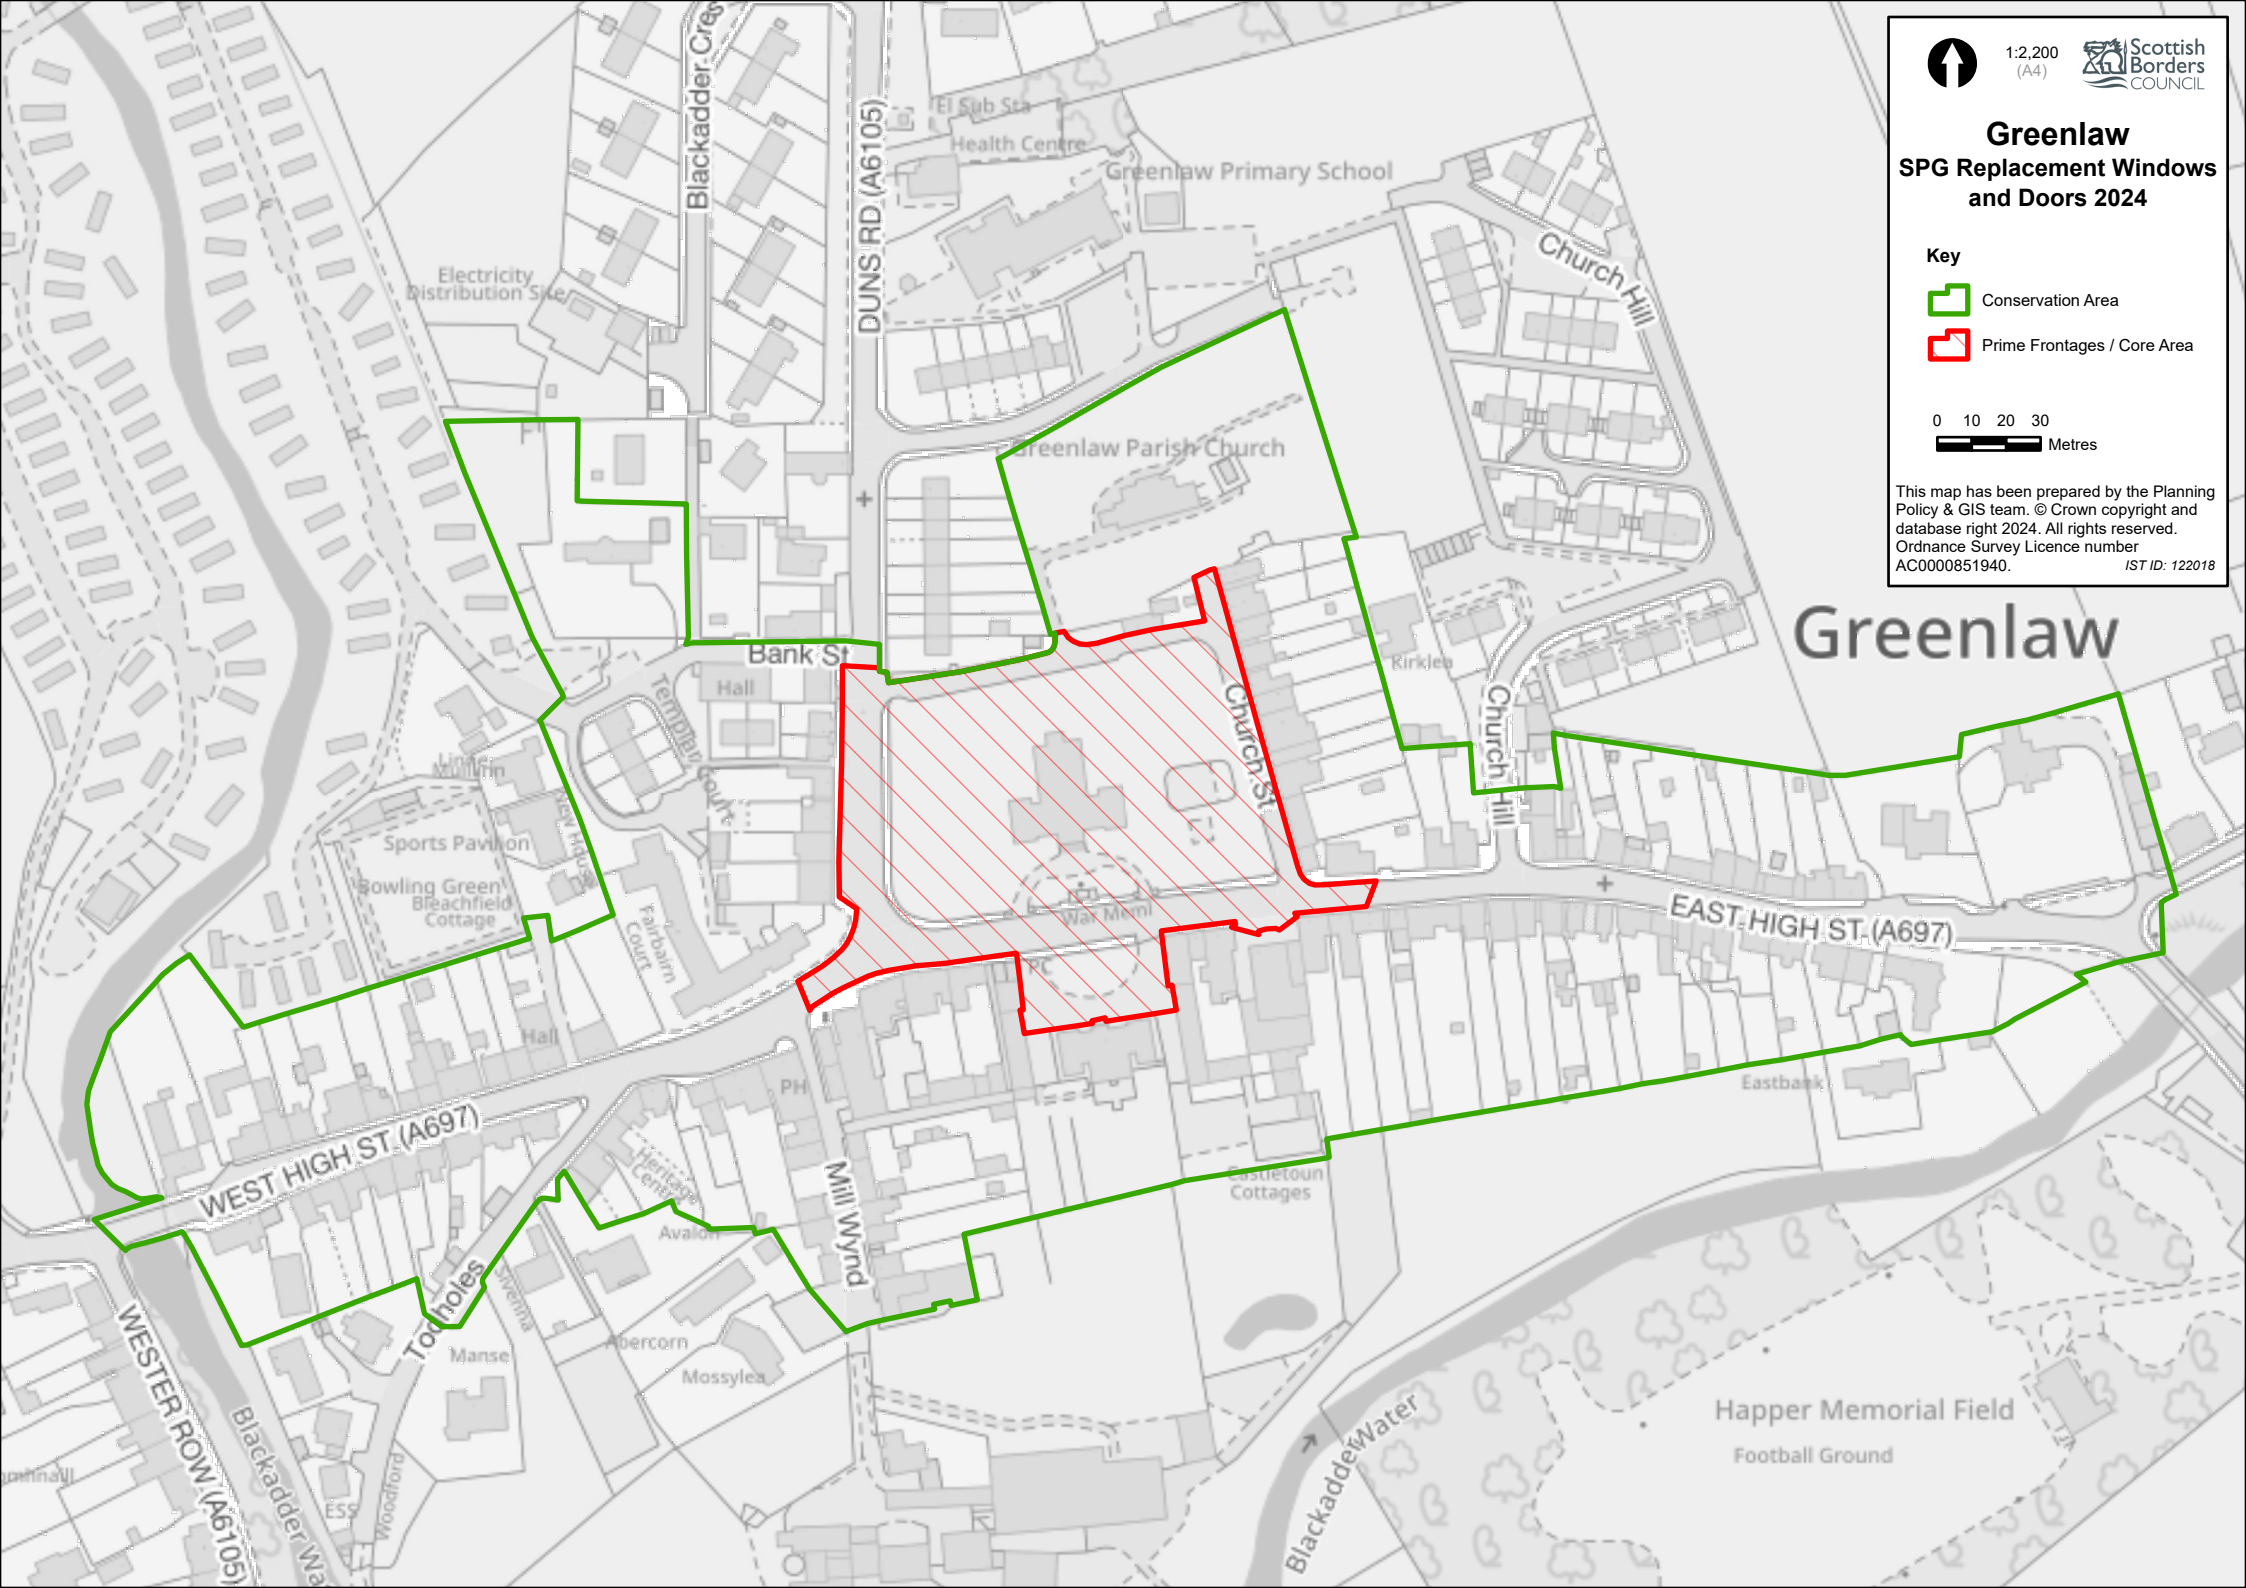 1:2,200
(A4)
Scottish
Borders
COUNCIL
Greenlaw
SPG Replacement Windows
and Doors 2024
Key
Conservation Area
Prime Frontages / Core Area
0 10 20 30
Metres
This map has been prepared by the Planning
Policy & GIS team. © Crown copyright and
database right 2024. All rights reserved.
Ordnance Survey Licence number
AC0000851940.
IST ID: 122018
Blackadder Cres
DUNS RD (A6105)
El Sub Sta
Health Centre
Greenlaw Primary School
Church Hill
Electricity
Distribution Site
Greenlaw Parish Church
Greenlaw
Bank St
Hall
Templar Court
Church St
Kirklea
Church Hill
Sports Pavilion
Bowling Green
Bleachfield
Cottage
Fairbairn
Court
War Meml
PC
EAST HIGH ST (A697)
Hall
PH
Eastbank
WEST HIGH ST (A697)
Heritage
Centre
Avalon
Mill Wynd
Castletoun
Cottages
Todholes
Sivenna
Manse
Abercorn
Mossylea
WESTER ROW (A6105)
Blackadder Wa
ESS
Woodford
Blackadder Water
Happer Memorial Field
Football Ground